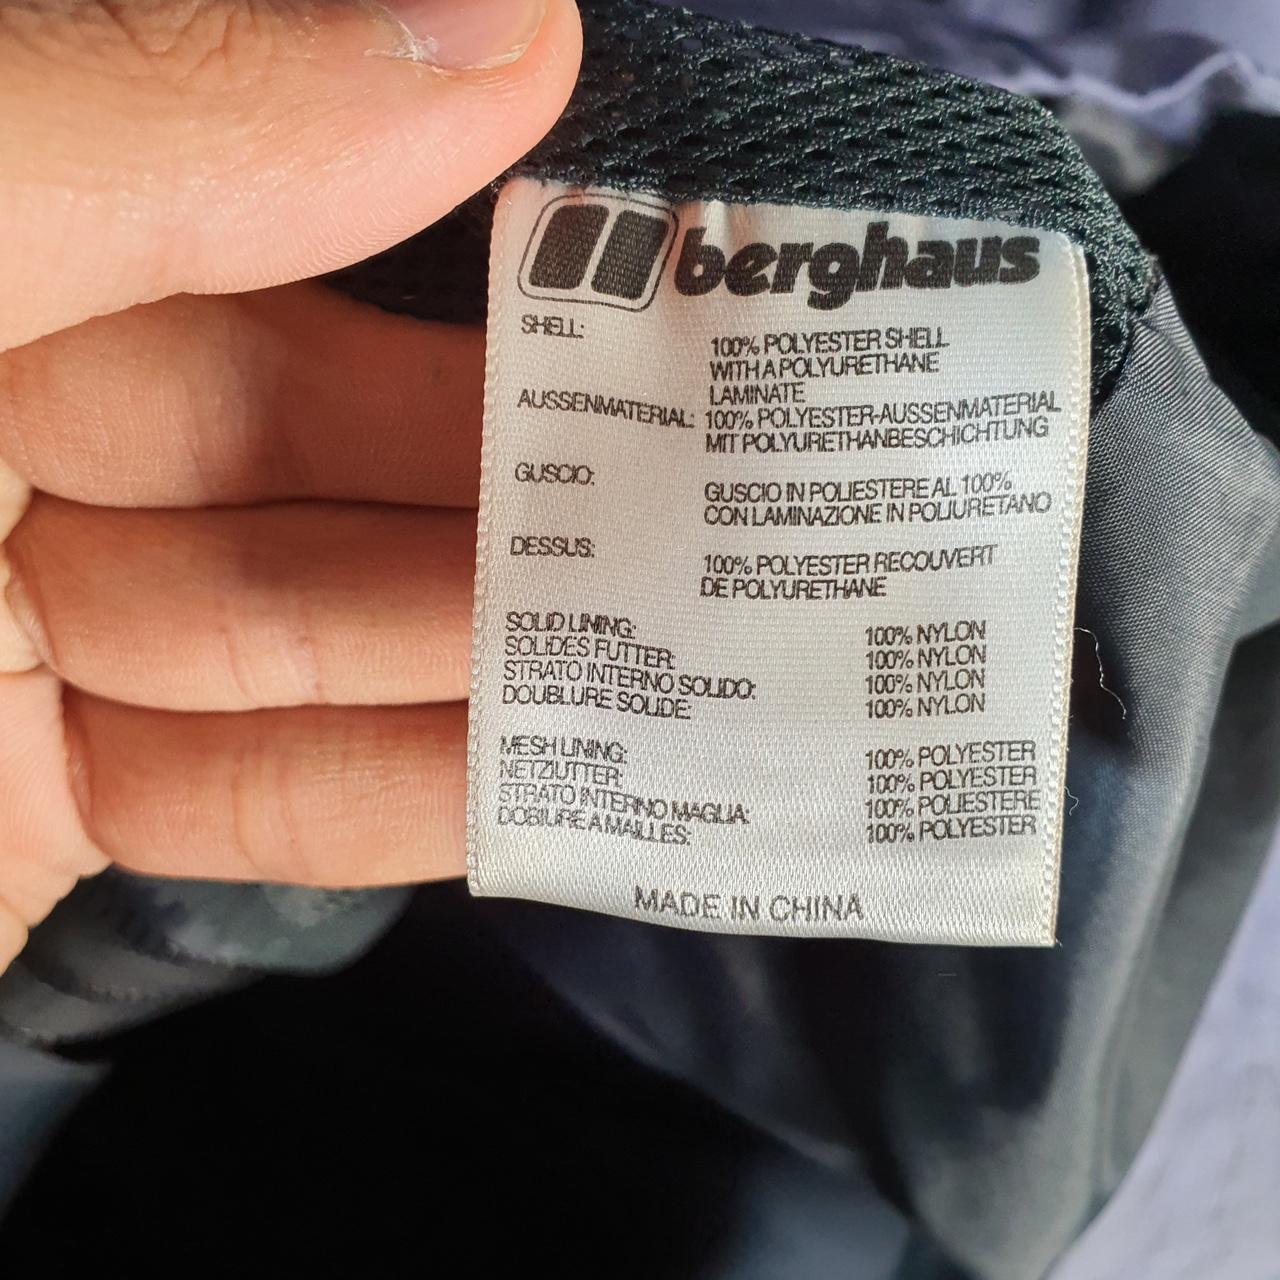 berghaus
SHELL: 100% POLYESTER SHELL
WITH A POLYURETHANE
LAMINATE
AUSSENMATERIAL: 100% POLYESTER-AUSSENMATERIAL
MIT POLYURETHANBESCHICHTUNG
GUSCIO: GUSCIO IN POLIESTERE AL 100%
CON LAMINAZIONE IN POLIURETANO
DESSUS: 100% POLYESTER RECOUVERT
DE POLYURETHANE
SOLID LINING: 100% NYLON
SOLIDES FUTTER: 100% NYLON
STRATO INTERNO SOLIDO: 100% NYLON
DOUBLURE SOLIDE: 100% NYLON
MESH LINING: 100% POLYESTER
NETZIUTTER: 100% POLYESTER
STRATO INTERNO MAGLIA: 100% POLIESTERE
DOBIURE A MAILLES: 100% POLYESTER
MADE IN CHINA